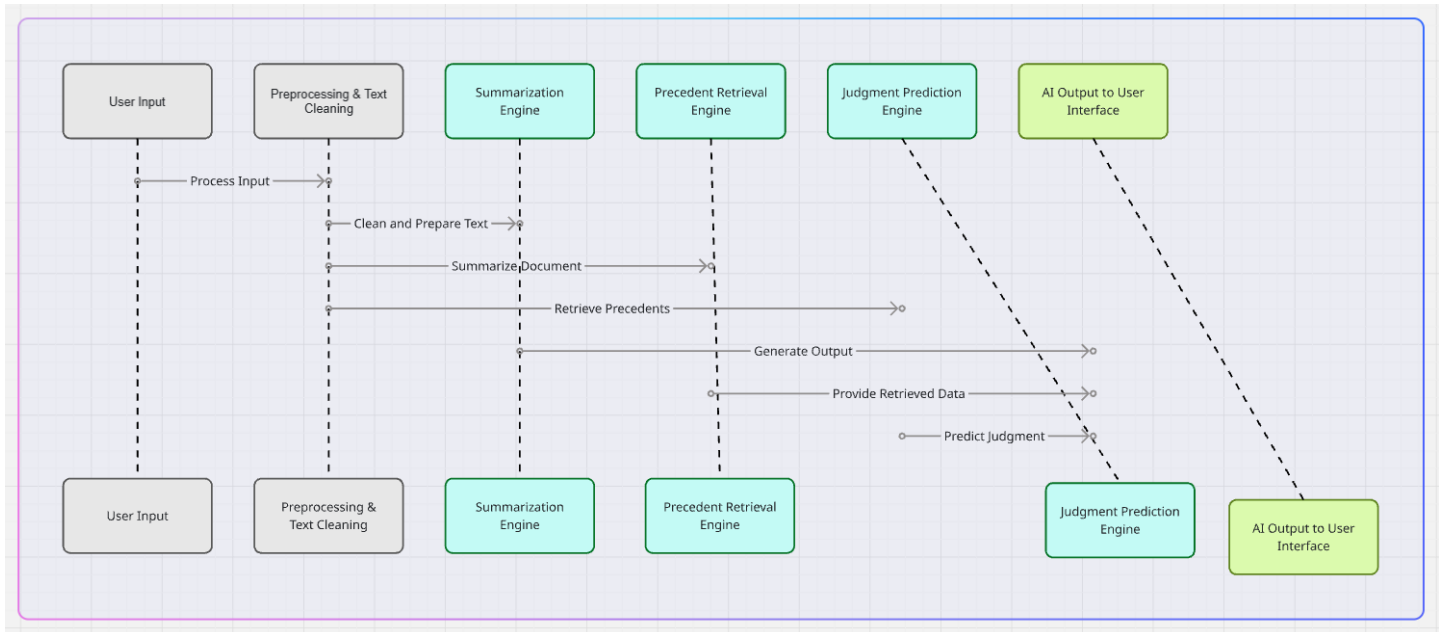 User Input
Preprocessing & Text
Cleaning
Summarization
Engine
Precedent Retrieval
Engine
Judgment Prediction
Engine
AI Output to User
Interface
Process Input
Clean and Prepare Text
Summarize Document
Retrieve Precedents
Generate Output
Provide Retrieved Data
Predict Judgment
User Input
Preprocessing &
Text Cleaning
Summarization
Engine
Precedent Retrieval
Engine
Judgment Prediction
Engine
AI Output to User
Interface